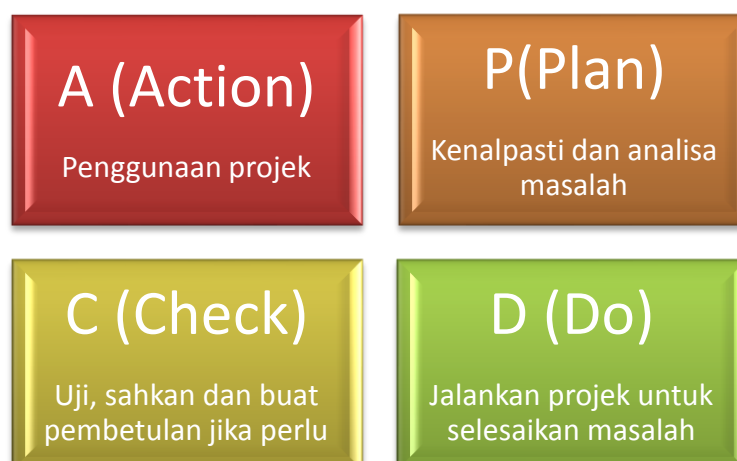 A (Action)
Penggunaan projek
P(Plan)
Kenalpasti dan analisa
masalah
C (Check)
Uji, sahkan dan buat
pembetulan jika perlu
D (Do)
Jalankan projek untuk
selesaikan masalah